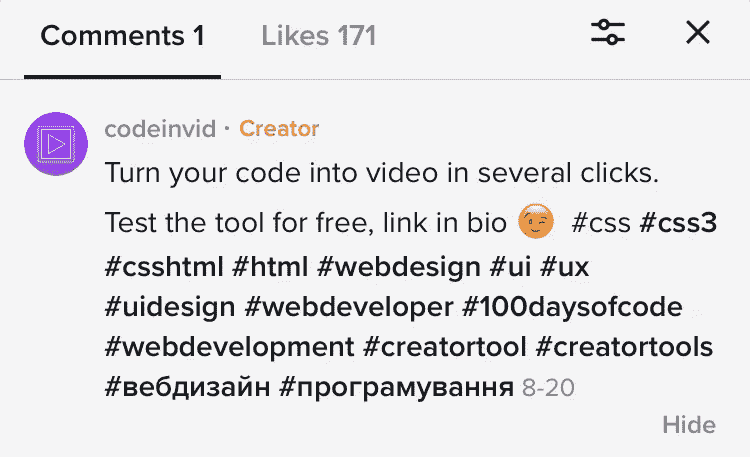 Comments 1 Likes 171
codeinvid · Creator
Turn your code into video in several clicks.
Test the tool for free, link in bio 😉 #css #css3
#csshtml #html #webdesign #ui #ux
#uidesign #webdeveloper #100daysofcode
#webdevelopment #creatortool #creatortools
#вебдизайн #програмування 8-20
Hide